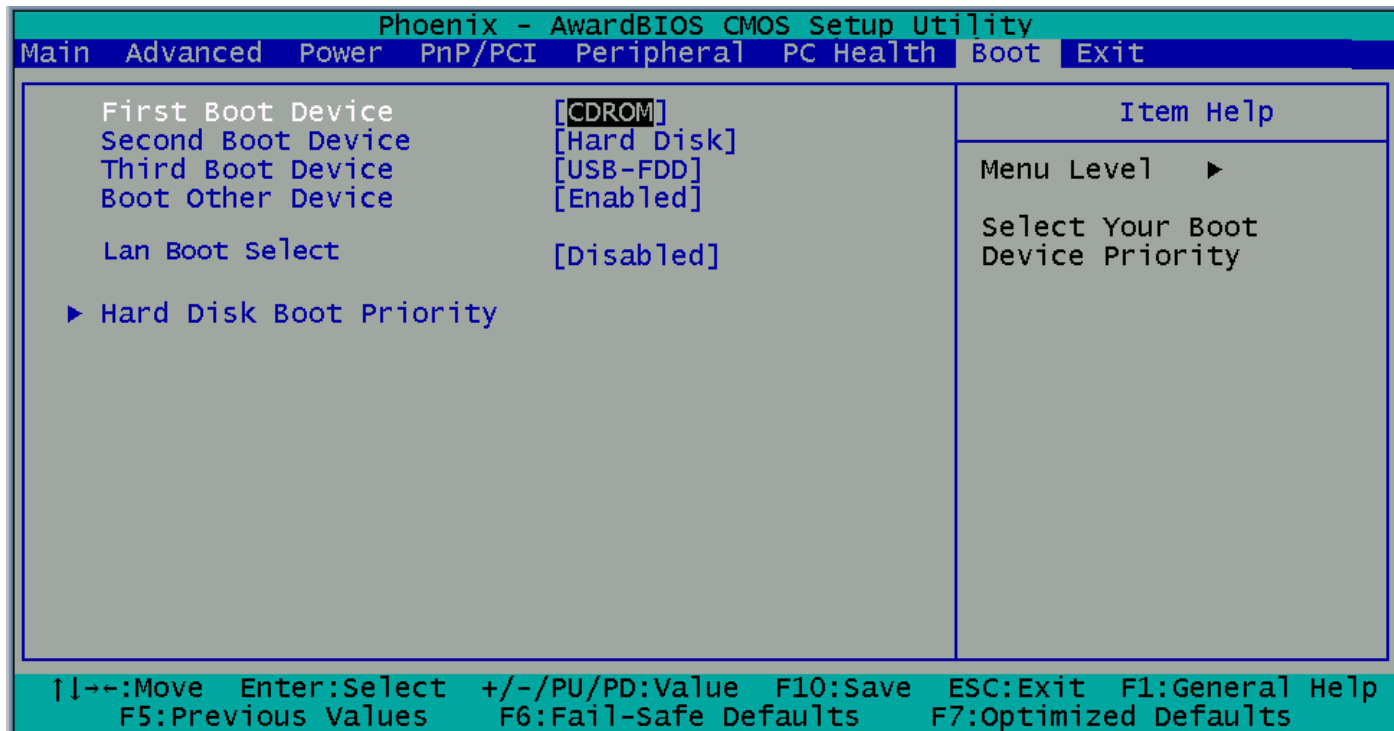 Phoenix - AwardBIOS CMOS Setup Utility
Main Advanced Power PnP/PCI Peripheral PC Health Boot Exit
First Boot Device [CDROM]
Second Boot Device [Hard Disk]
Third Boot Device [USB-FDD]
Boot Other Device [Enabled]
Lan Boot Select [Disabled]
▶ Hard Disk Boot Priority
Item Help
Menu Level ▶
Select Your Boot
Device Priority
↑↓→←:Move Enter:Select +/-/PU/PD:Value F10:Save ESC:Exit F1:General Help
F5:Previous Values F6:Fail-Safe Defaults F7:Optimized Defaults